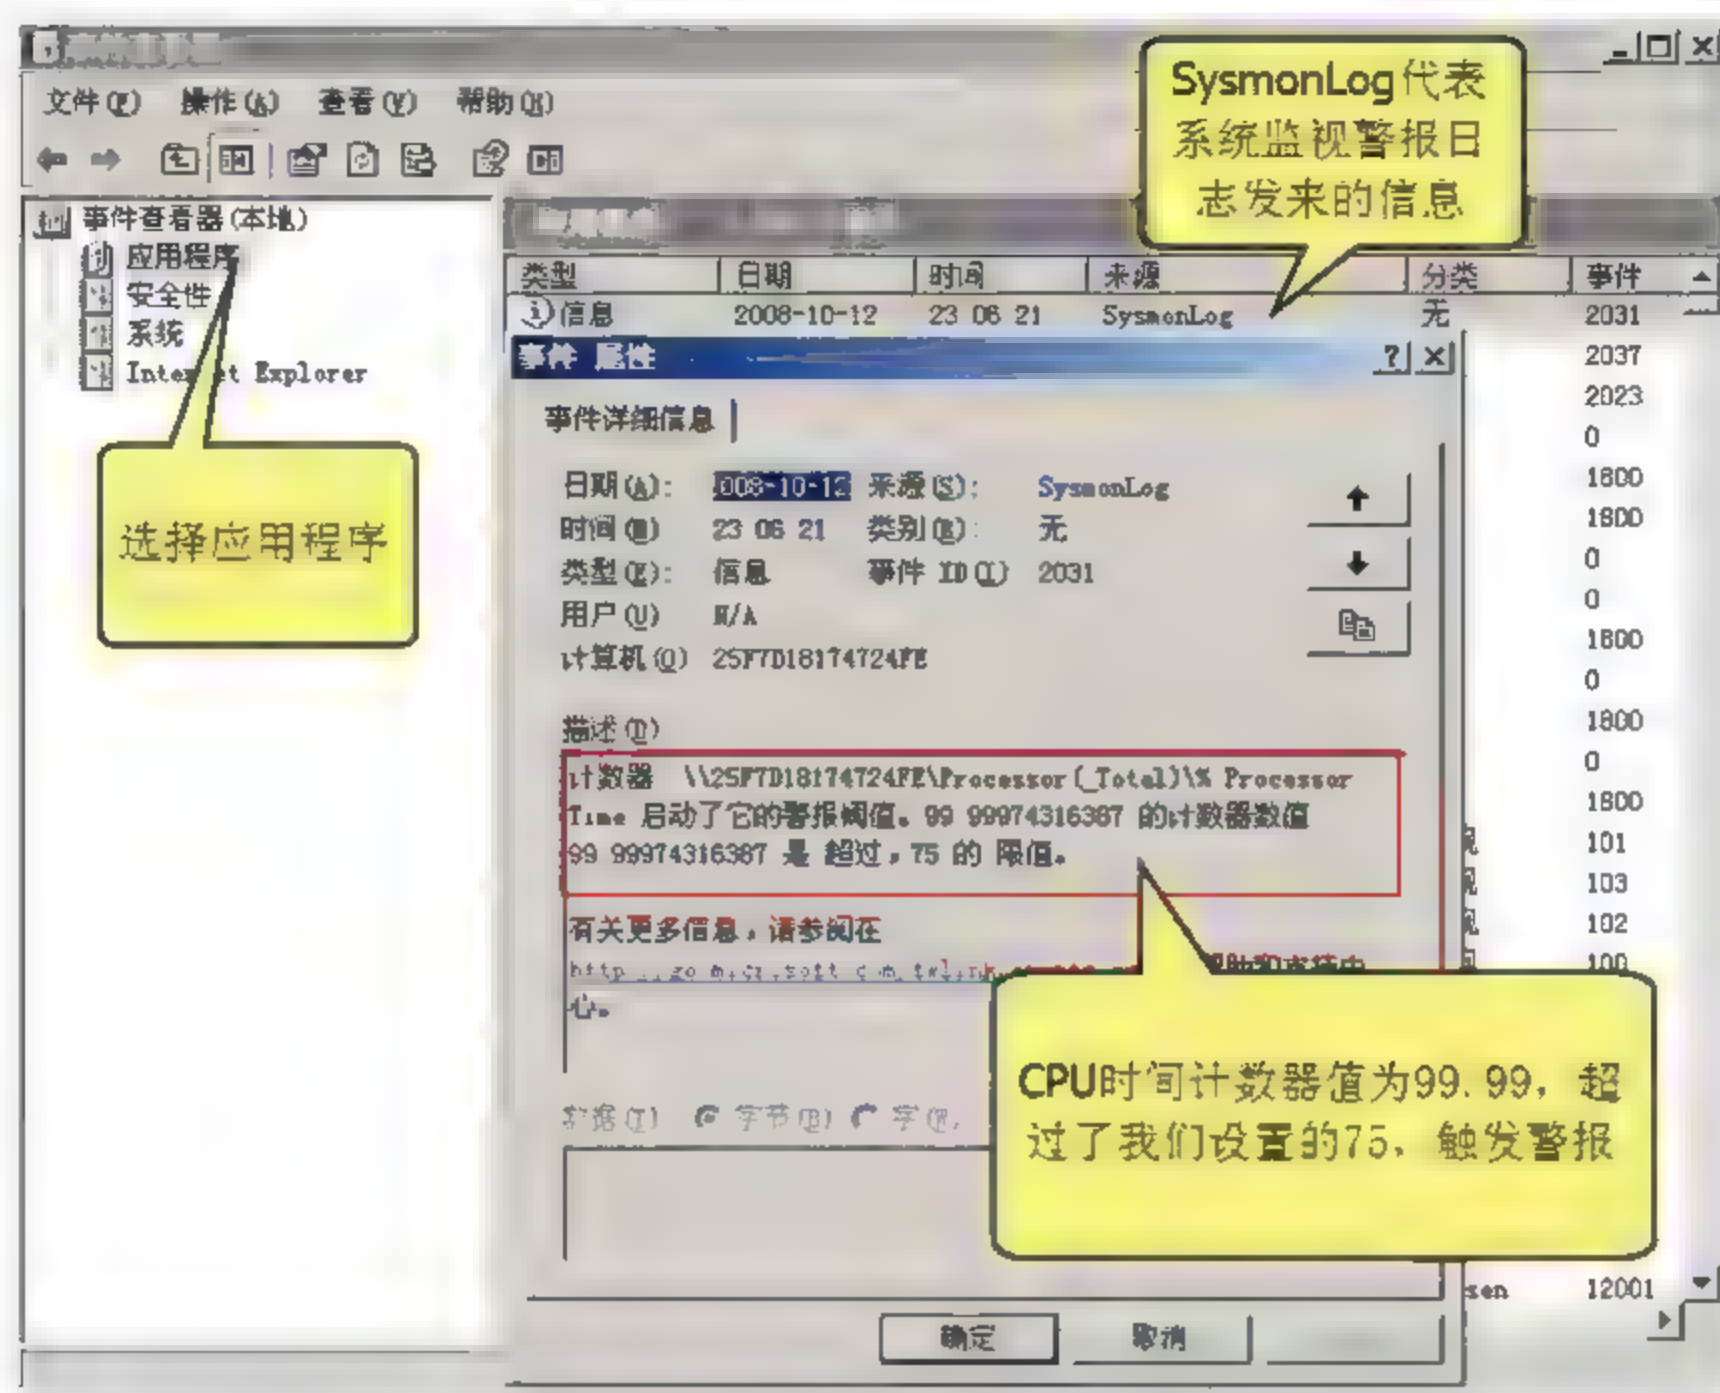 文件(F) 操作(A) 查看(V) 帮助(H)
SysmonLog代表
系统监视警报日
志发来的信息
事件查看器(本地)
应用程序
安全性
系统
Internet Explorer
选择应用程序
类型 日期 时间 来源 分类 事件
信息 2008-10-12 23 06 21 SysmonLog 无 2031
2037
2023
0
1800
1800
0
0
1800
0
1800
0
1800
101
103
102
100
12001
事件 属性
事件详细信息
日期(A): 008-10-12 来源(S): SysmonLog
时间(M) 23 06 21 类别(R): 无
类型(E): 信息 事件 ID(I) 2031
用户(U) N/A
计算机(O) 25F7D18174724FE
描述(D)
计数器 \\25F7D18174724FE\Processor(_Total)\% Processor
Time 启动了它的警报阈值。99 99974316387 的计数器数值
99 99974316387 是 超过,75 的 限值。
有关更多信息,请参阅在
心。
数据(T) 字节(B) 字(W)
CPU时间计数器值为99.99,超
过了我们设置的75,触发警报
确定 取消